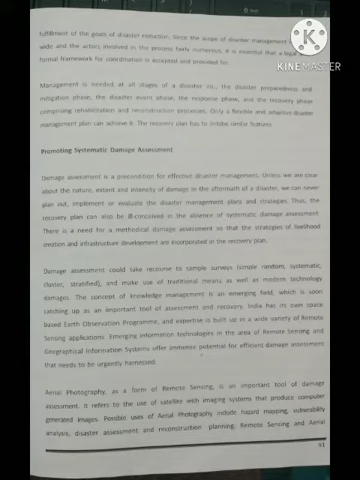 fulfillment of the goals of disaster reduction. Since the scope of disaster management
wide and the actors involved in the process fairly numerous, it is essential that a legal
formal framework for coordination is accepted and provided for.
Management is needed at all stages of a disaster viz., the disaster preparedness and
mitigation phase, the disaster event phase, the response phase, and the recovery phase
comprising rehabilitation and reconstruction processes. Only a flexible and adaptive disaster
management plan can achieve it. The recovery plan has to imbibe similar features.
Promoting Systematic Damage Assessment
Damage assessment is a precondition for effective disaster management. Unless we are clear
about the nature, extent and intensity of damage in the aftermath of a disaster, we can never
plan out, implement or evaluate the disaster management plans and strategies. Thus, the
recovery plan can also be ill-conceived in the absence of systematic damage assessment.
There is a need for a methodical damage assessment so that the strategies of livelihood
creation and infrastructure development are incorporated in the recovery plan.
Damage assessment could take recourse to sample surveys (simple random, systematic,
cluster, stratified), and make use of traditional means as well as modern technology
damages. The concept of knowledge management is an emerging field, which is soon
catching up as an important tool of assessment and recovery. India has its own space
based Earth Observation Programme, and expertise is built up in a wide variety of Remote
Sensing applications. Emerging information technologies in the area of Remote Sensing and
Geographical Information Systems offer immense potential for efficient damage assessment
that needs to be urgently harnessed.
Aerial Photography, as a form of Remote Sensing, is an important tool of damage
assessment. It refers to the use of satellite with imaging systems that produce computer
generated images. Possible uses of Aerial Photography include hazard mapping, vulnerability
analysis, disaster assessment and reconstruction planning. Remote Sensing and Aerial
K
KINEMASTER